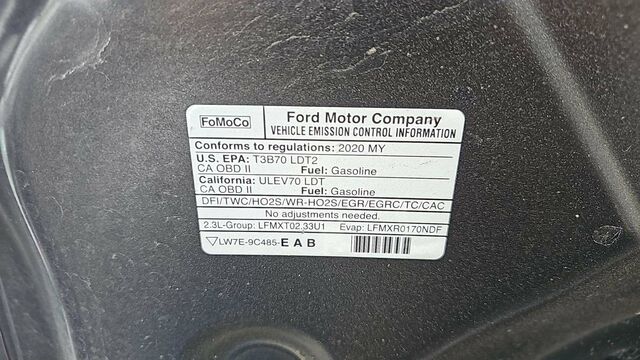 FoMoCo
Ford Motor Company
VEHICLE EMISSION CONTROL INFORMATION
Conforms to regulations: 2020 MY
U.S. EPA: T3B70 LDT2
CA OBD II Fuel: Gasoline
California: ULEV70 LDT
CA OBD II Fuel: Gasoline
DFI/TWC/HO2S/WR-HO2S/EGR/EGRC/TC/CAC
No adjustments needed.
2.3L-Group: LFMXT02.33U1 Evap: LFMXR0170NDF
LW7E-9C485-EAB